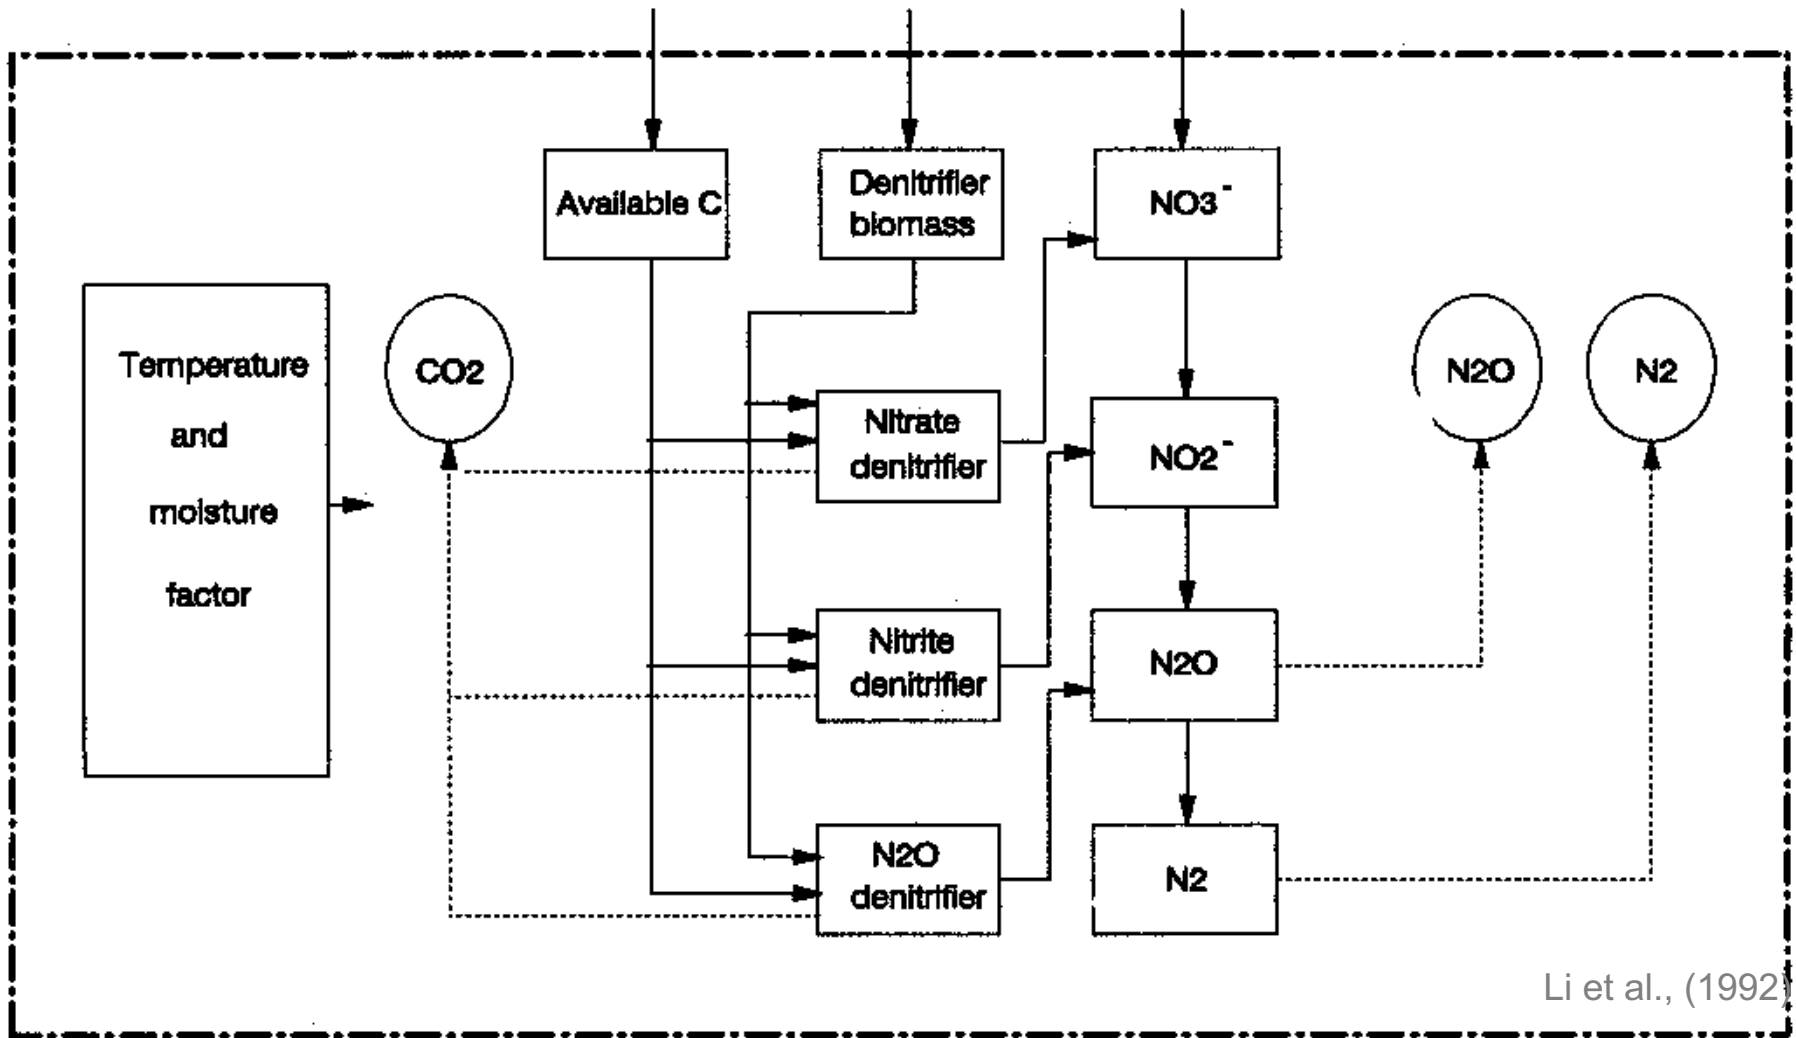 Available C
Denitrifier
biomass
NO3⁻
Temperature
and
moisture
factor
CO2
Nitrate
denitrifier
NO2⁻
N2O
N2
Nitrite
denitrifier
N2O
N2O
denitrifier
N2
Li et al., (1992)